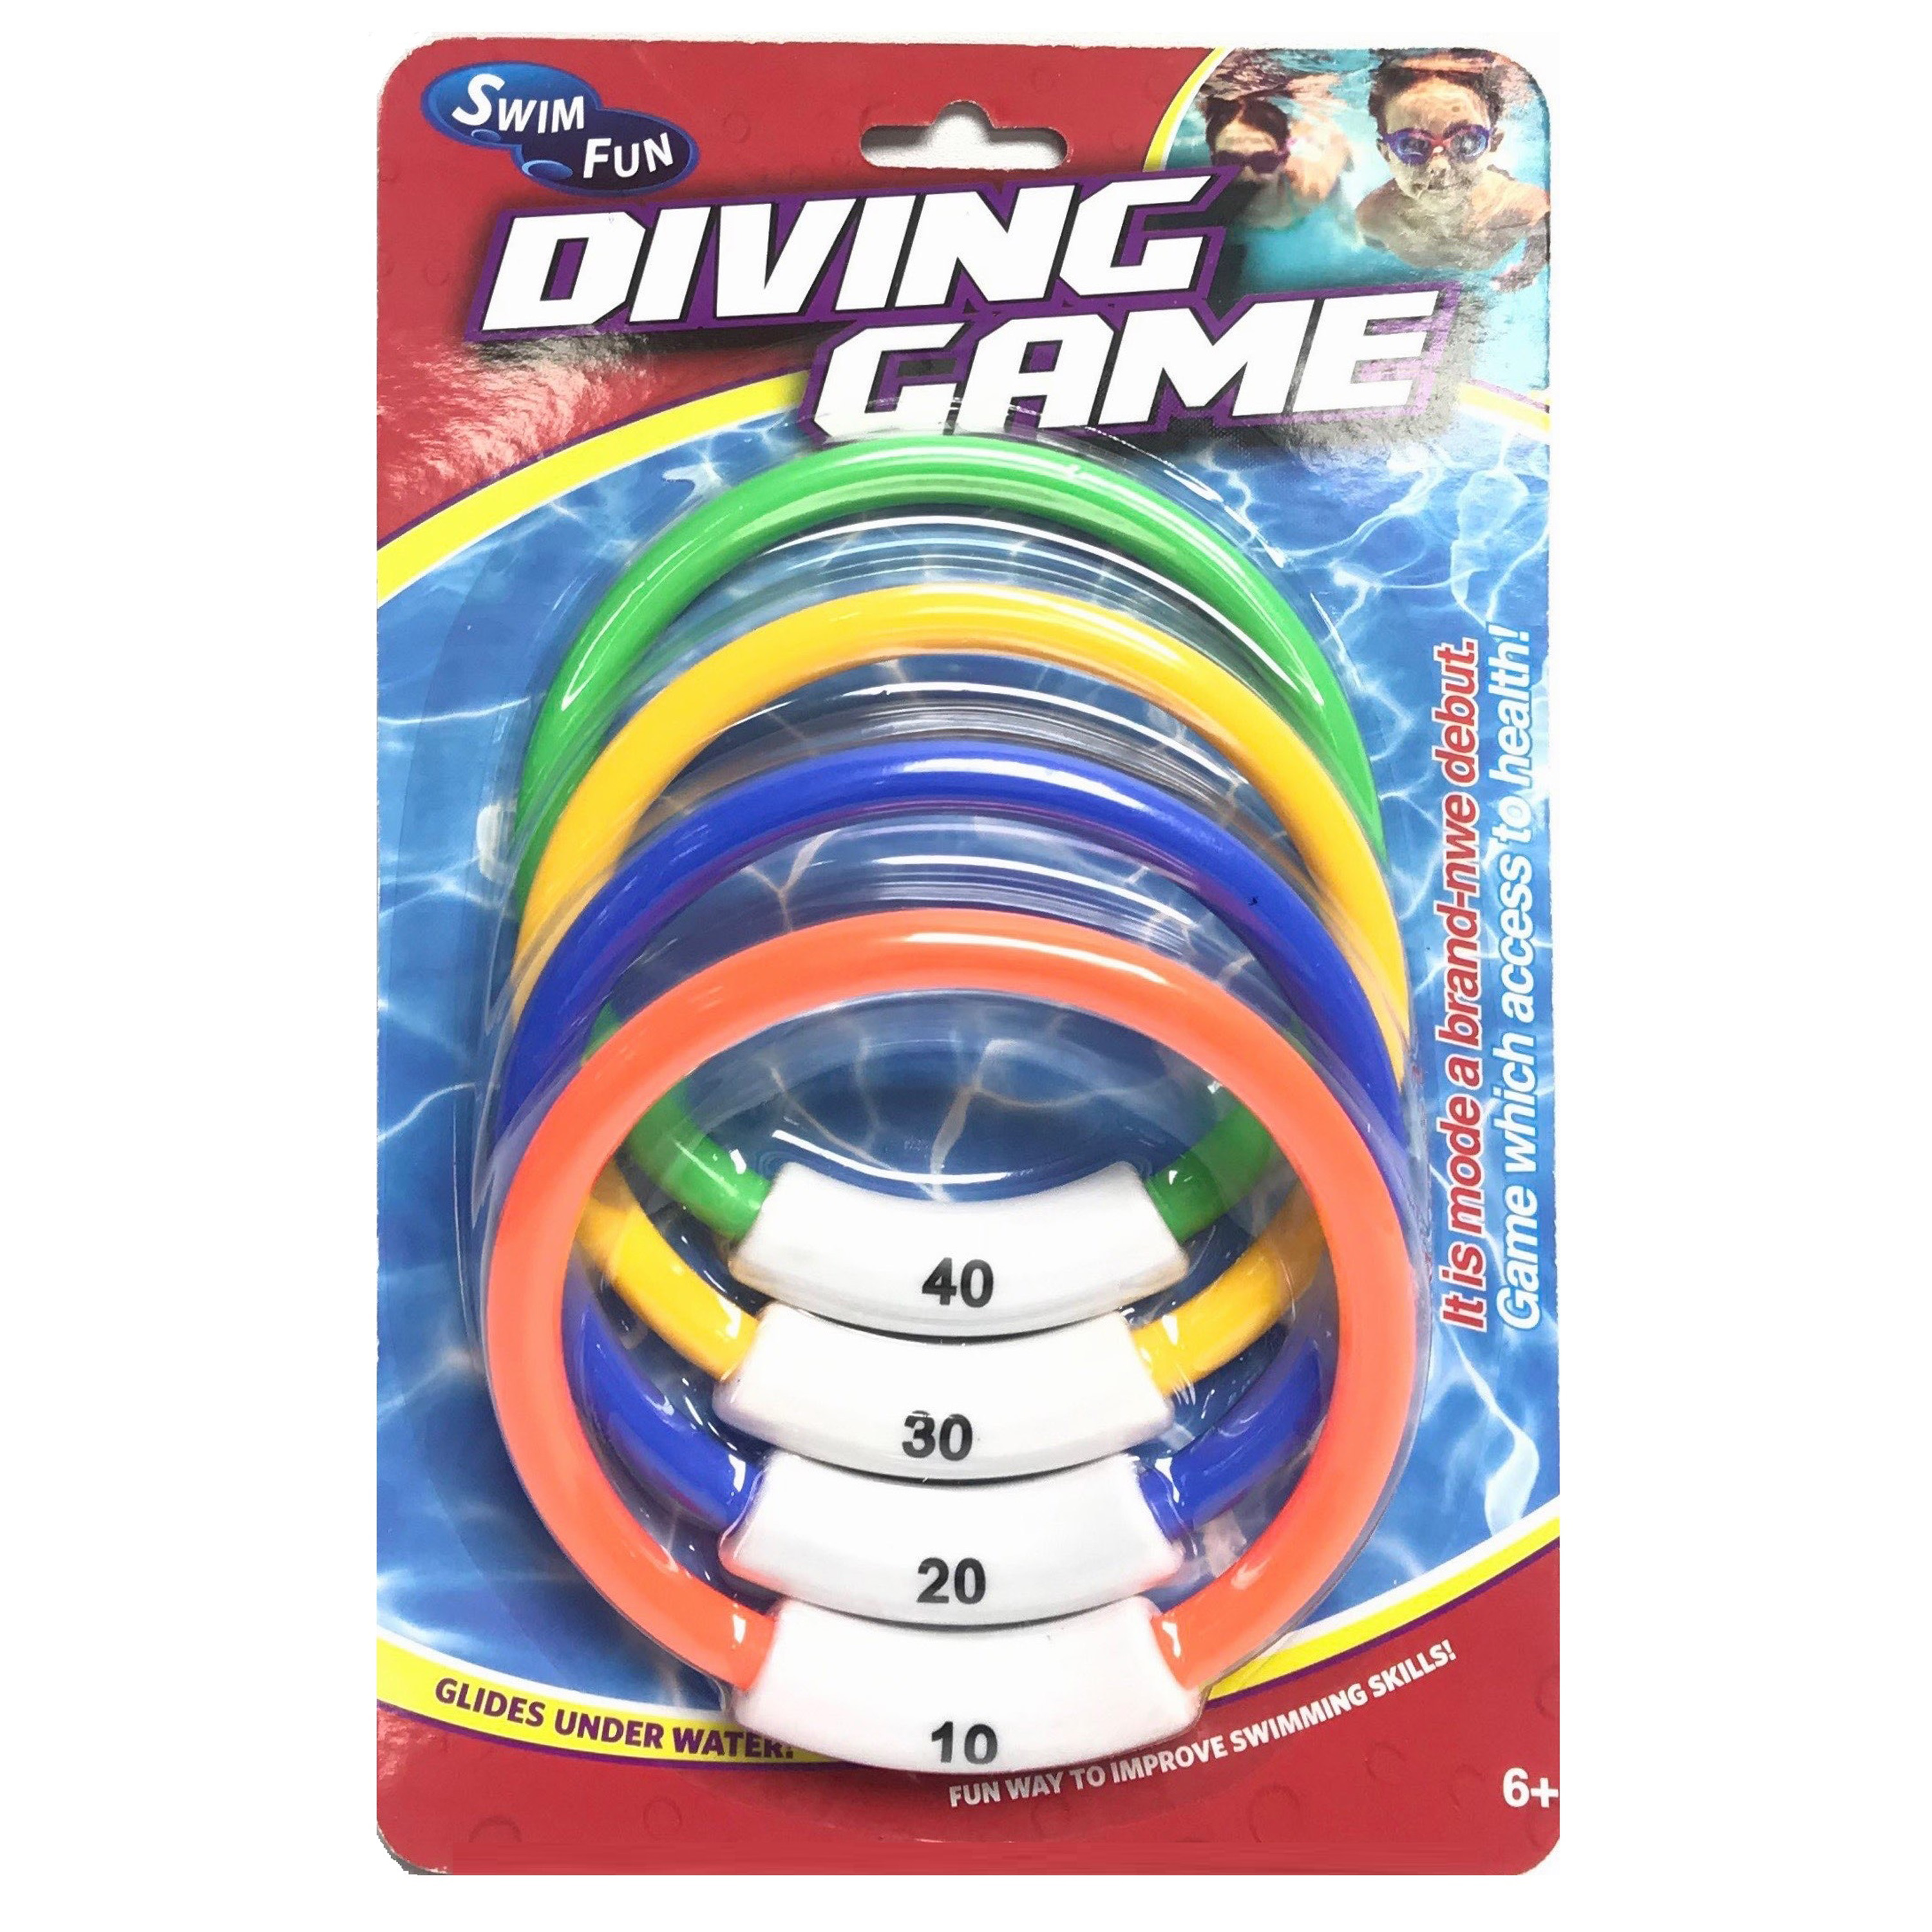 SWIM
FUN
DIVING
GAME
It is mode a brand-nwe debut.
Game which access to health!
40
30
20
10
GLIDES UNDER WATER!
FUN WAY TO IMPROVE SWIMMING SKILLS!
6+